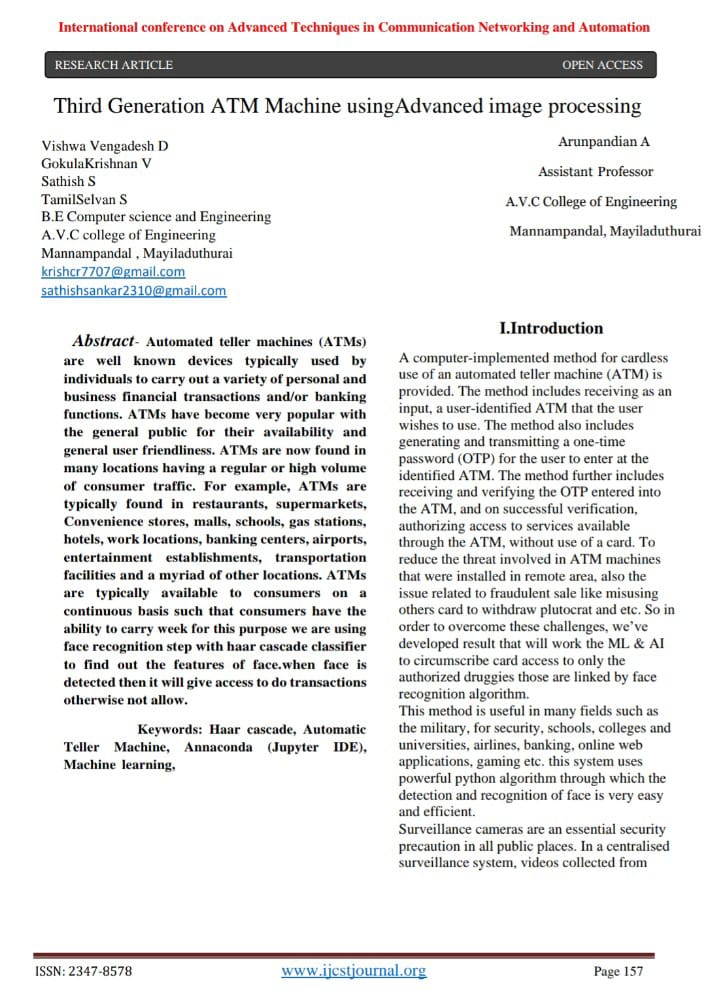 International conference on Advanced Techniques in Communication Networking and Automation
RESEARCH ARTICLE OPEN ACCESS
Third Generation ATM Machine usingAdvanced image processing
Vishwa Vengadesh D
GokulaKrishnan V
Sathish S
TamilSelvan S
B.E Computer science and Engineering
A.V.C college of Engineering
Mannampandal , Mayiladuthurai
krishcr7707@gmail.com
sathishsankar2310@gmail.com
Arunpandian A
Assistant Professor
A.V.C College of Engineering
Mannampandal, Mayiladuthurai
Abstract- Automated teller machines (ATMs)
are well known devices typically used by
individuals to carry out a variety of personal and
business financial transactions and/or banking
functions. ATMs have become very popular with
the general public for their availability and
general user friendliness. ATMs are now found in
many locations having a regular or high volume
of consumer traffic. For example, ATMs are
typically found in restaurants, supermarkets,
Convenience stores, malls, schools, gas stations,
hotels, work locations, banking centers, airports,
entertainment establishments, transportation
facilities and a myriad of other locations. ATMs
are typically available to consumers on a
continuous basis such that consumers have the
ability to carry week for this purpose we are using
face recognition step with haar cascade classifier
to find out the features of face.when face is
detected then it will give access to do transactions
otherwise not allow.
Keywords: Haar cascade, Automatic
Teller Machine, Annaconda (Jupyter IDE),
Machine learning,
I.Introduction
A computer-implemented method for cardless
use of an automated teller machine (ATM) is
provided. The method includes receiving as an
input, a user-identified ATM that the user
wishes to use. The method also includes
generating and transmitting a one-time
password (OTP) for the user to enter at the
identified ATM. The method further includes
receiving and verifying the OTP entered into
the ATM, and on successful verification,
authorizing access to services available
through the ATM, without use of a card. To
reduce the threat involved in ATM machines
that were installed in remote area, also the
issue related to fraudulent sale like misusing
others card to withdraw plutocrat and etc. So in
order to overcome these challenges, we've
developed result that will work the ML & AI
to circumscribe card access to only the
authorized druggies those are linked by face
recognition algorithm.
This method is useful in many fields such as
the military, for security, schools, colleges and
universities, airlines, banking, online web
applications, gaming etc. this system uses
powerful python algorithm through which the
detection and recognition of face is very easy
and efficient.
Surveillance cameras are an essential security
precaution in all public places. In a centralised
surveillance system, videos collected from
ISSN: 2347-8578 www.ijcstjournal.org Page 157